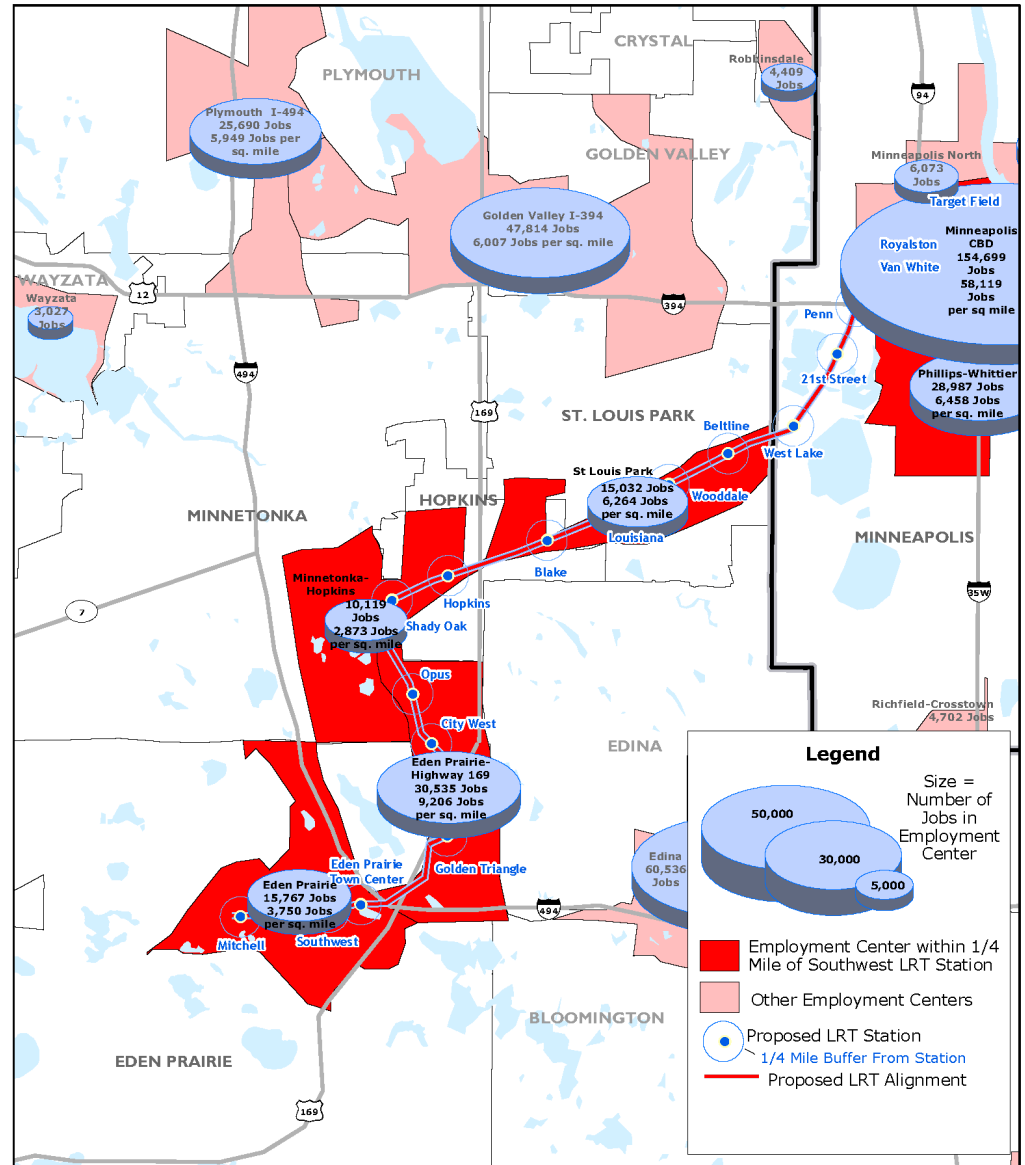 CRYSTAL
PLYMOUTH
Robbinsdale
4,409
Jobs
94
Plymouth I-494
25,690 Jobs
5,949 Jobs per
sq. mile
GOLDEN VALLEY
Minneapolis North
6,073
Jobs
Target Field
Golden Valley I-394
47,814 Jobs
6,007 Jobs per sq. mile
Royalston
Van White
Minneapolis
CBD
154,699
Jobs
58,119
Jobs
per sq mile
WAYZATA
12
Wayzata
3,027
Jobs
394
Penn
494
21st Street
Phillips-Whittier
28,987 Jobs
6,458 Jobs
per sq. mile
169
ST. LOUIS PARK
Beltline
West Lake
St Louis Park
15,032 Jobs
6,264 Jobs
per sq. mile
Wooddale
HOPKINS
MINNETONKA
Louisiana
MINNEAPOLIS
Blake
Minnetonka-
Hopkins
10,119
Jobs
2,873 Jobs
per sq. mile
Hopkins
35W
7
Shady Oak
Opus
Richfield-Crosstown
4,702 Jobs
City West
EDINA
Eden Prairie-
Highway 169
30,535 Jobs
9,206 Jobs
per sq. mile
Legend
Size =
Number of
Jobs in
Employment
Center
50,000
30,000
5,000
Edina
60,536
Jobs
Eden Prairie
Town Center
Golden Triangle
Eden Prairie
15,767 Jobs
3,750 Jobs
per sq. mile
494
Mitchell
Southwest
Employment Center within 1/4
Mile of Southwest LRT Station
Other Employment Centers
BLOOMINGTON
Proposed LRT Station
1/4 Mile Buffer From Station
Proposed LRT Alignment
EDEN PRAIRIE
169